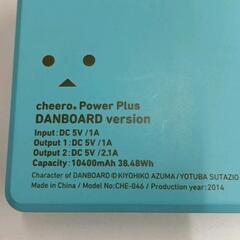 cheero® Power Plus
DANBOARD version
Input: DC 5V /1A
Output 1: DC 5V /1A
Output 2: DC 5V /2.1A
Capacity: 10400mAh 38.48Wh
Character of DANBOARD © KIYOHIKO AZUMA / YOTUBA SUTAZIO
Made in China / Model No:CHE-046 / Production year:2014